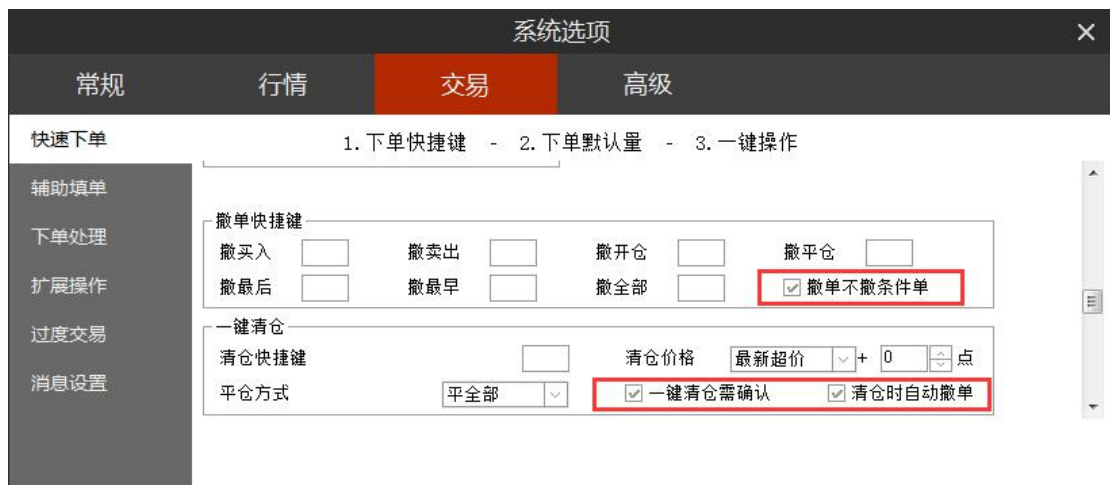 系统选项
常规 行情 交易 高级
快速下单
辅助填单
下单处理
扩展操作
过度交易
消息设置
1.下单快捷键 - 2.下单默认量 - 3.一键操作
撤单快捷键
撤买入 撤卖出 撤开仓 撤平仓
撤最后 撤最早 撤全部 撤单不撤条件单
一键清仓
清仓快捷键 清仓价格 最新超价 + 0 点
平仓方式 平全部 一键清仓需确认 清仓时自动撤单